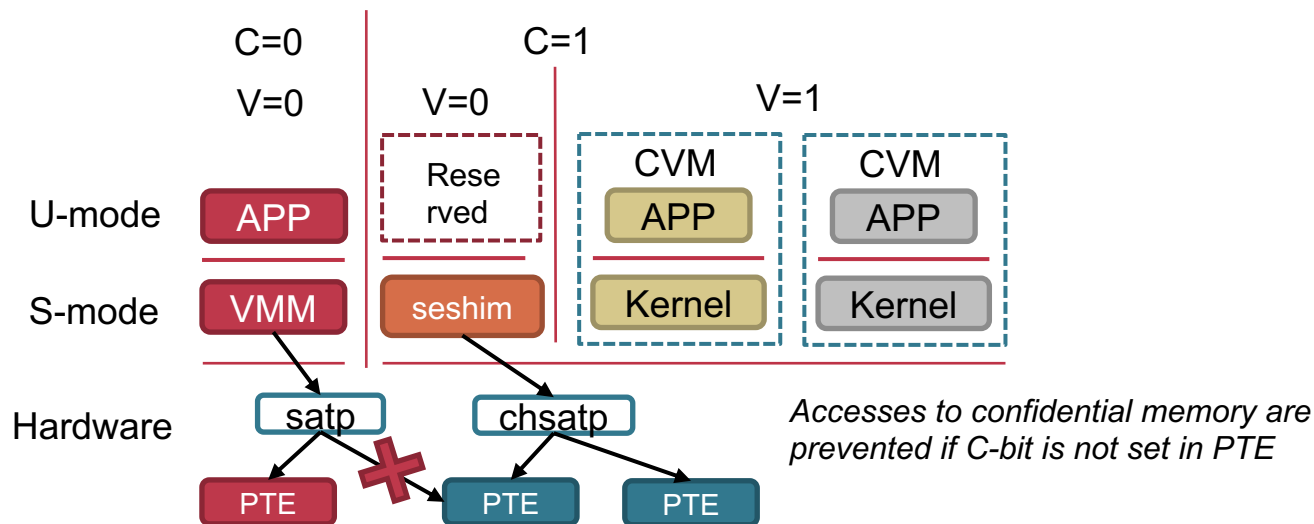 C=0
C=1
V=0
V=0
V=1
Rese
rved
CVM
CVM
U-mode
APP
APP
APP
S-mode
VMM
seshim
Kernel
Kernel
Hardware
satp
chsatp
Accesses to confidential memory are
prevented if C-bit is not set in PTE
PTE
PTE
PTE